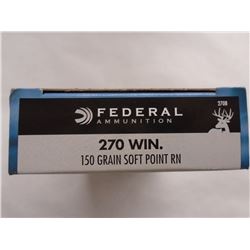 270B
FEDERAL
AMMUNITION
270 WIN.
150 GRAIN SOFT POINT RN